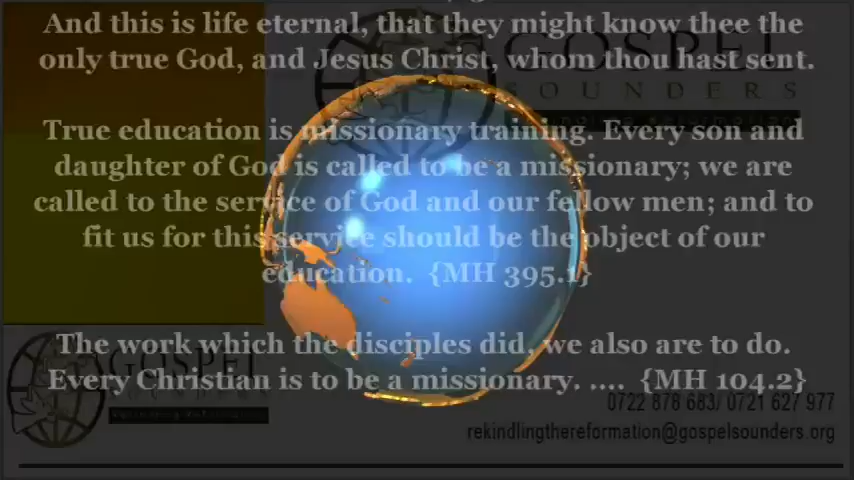 And this is life eternal, that they might know thee the
only true God, and Jesus Christ, whom thou hast sent.
GOSPEL
SOUNDERS
True education is missionary training. Every son and
daughter of God is called to be a missionary; we are
called to the service of God and our fellow men; and to
fit us for this service should be the object of our
education. {MH 395.1}
The work which the disciples did, we also are to do.
Every Christian is to be a missionary. .... {MH 104.2}
GOSPEL
SOUNDERS
0722 878 683/ 0721 627 977
rekindlingthereformation@gospelsounders.org